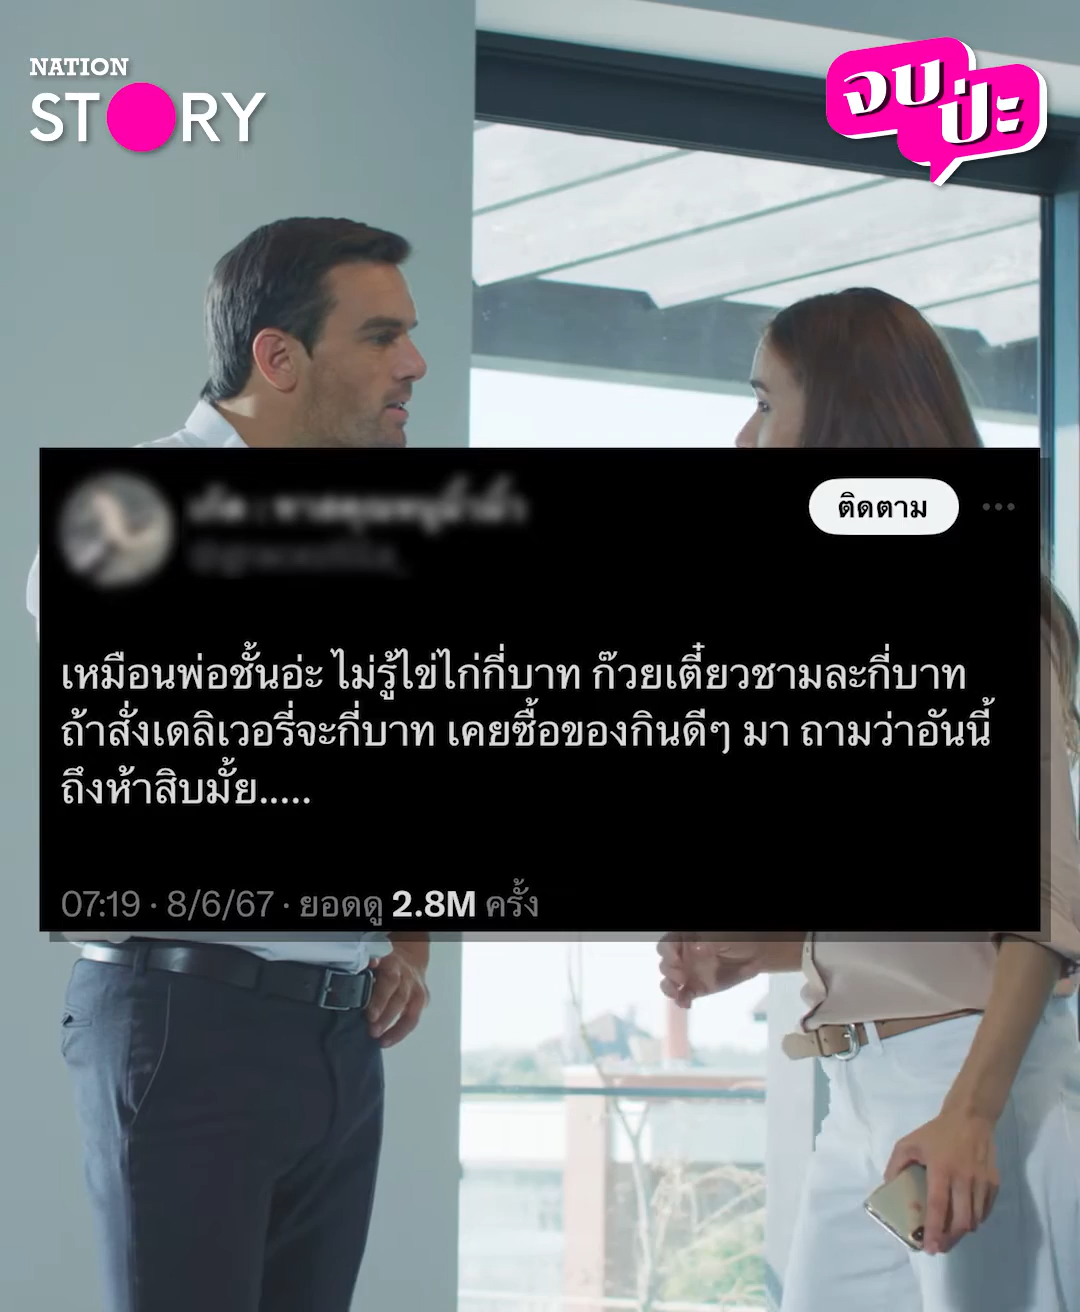 NATION
STORY
จบป่ะ
ติดตาม
เหมือนพ่อชั้นอ่ะ ไม่รู้ไข่ไก่กี่บาท ก๊วยเตี๋ยวชามละกี่บาท
ถ้าสั่งเดลิเวอรี่จะกี่บาท เคยซื้อของกินดีๆ มา ถามว่าอันนี้
ถึงห้าสิบมั้ย.....
07:19 · 8/6/67 · ยอดดู 2.8M ครั้ง